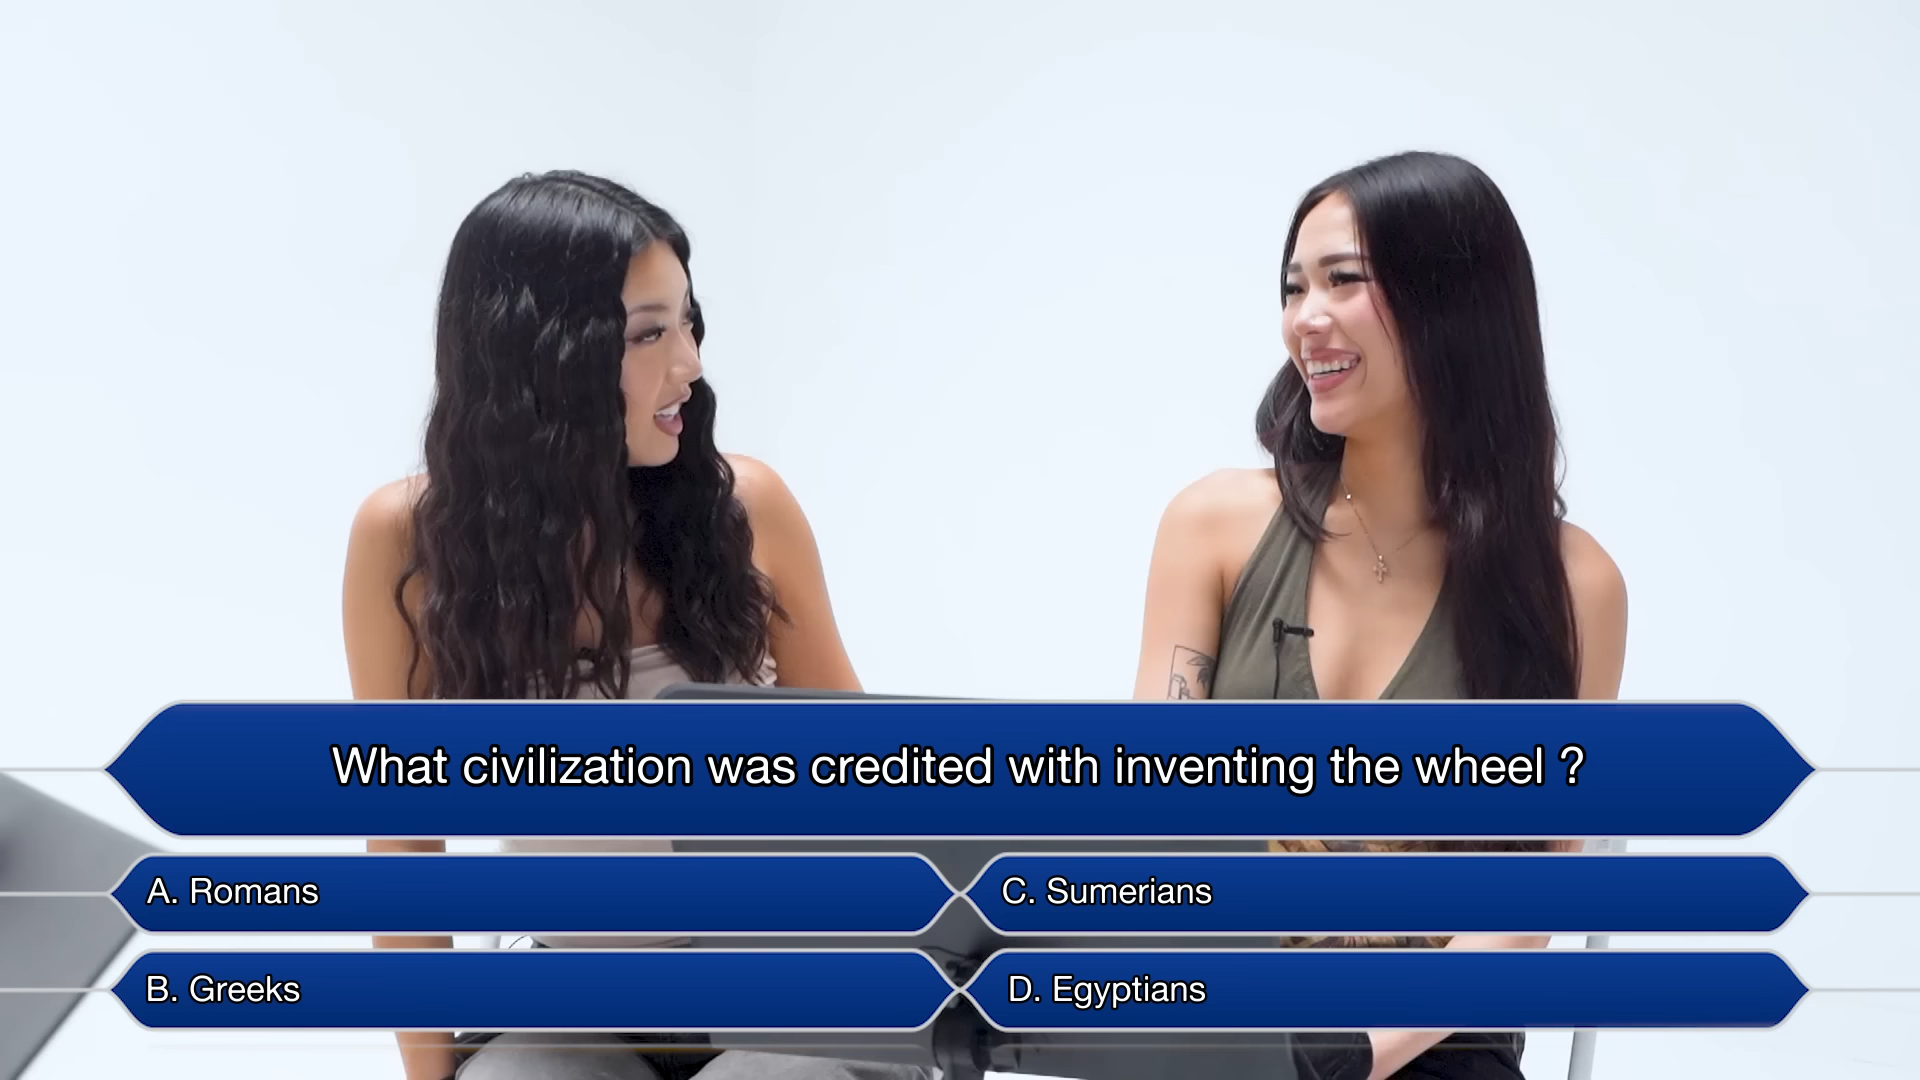 What civilization was credited with inventing the wheel ?
A. Romans
C. Sumerians
B. Greeks
D. Egyptians